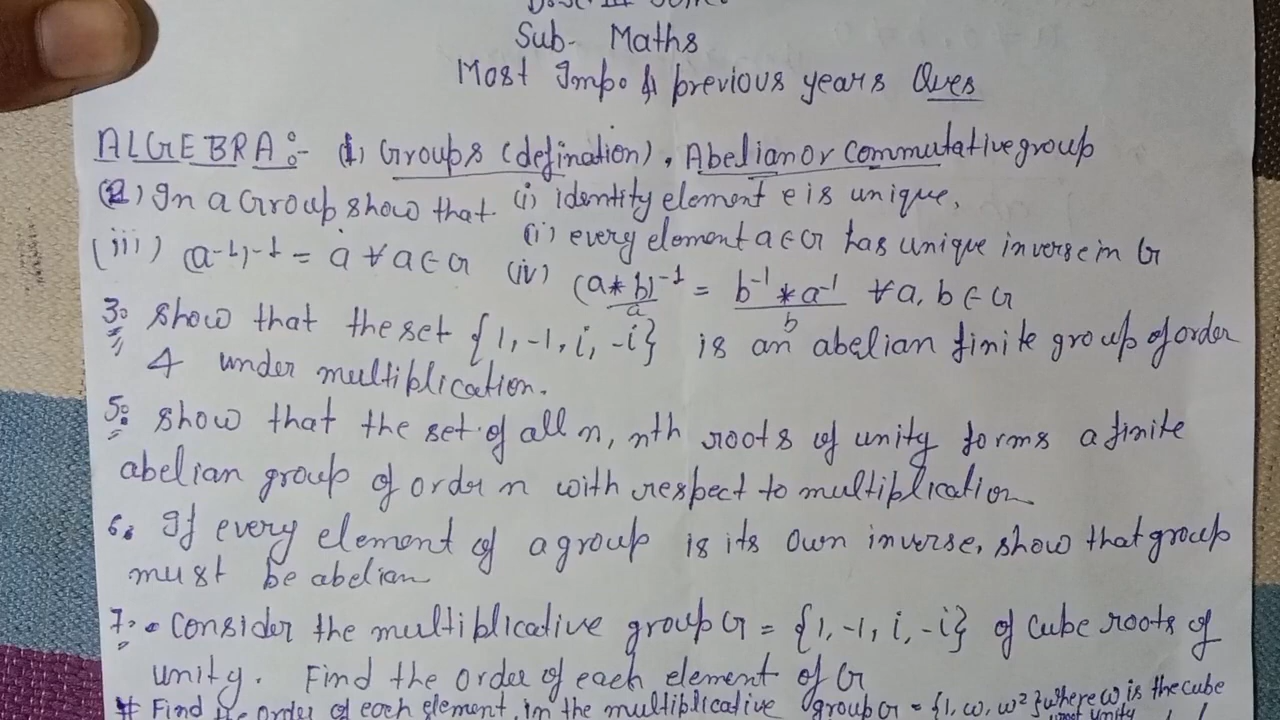 Sub- Maths
Most Impo & previous years Ques
ALGEBRA:- (1) Groups (defination), Abelian or Commutative group
(2) In a Group show that (i) identity element e is unique,
(i) every element a ∈ G has unique inverse in G
(iii) (a-1)-1 = a ∀ a ∈ G (iv) (a * b)-1 = b-1 * a-1 ∀ a, b ∈ G
a b
3: Show that the set {1, -1, i, -i} is an abelian finite group of order
4 under multiplication.
5: Show that the set of all n, nth roots of unity forms a finite
abelian group of order n with respect to multiplication
6. If every element of a group is its own inverse, show that group
must be abelian
7. Consider the multiplicative group G = {1, -1, i, -i} of cube roots of
unity. Find the order of each element of G
# Find the order of each element in the multiplicative group G = {1, ω, ω2} where ω is the cube